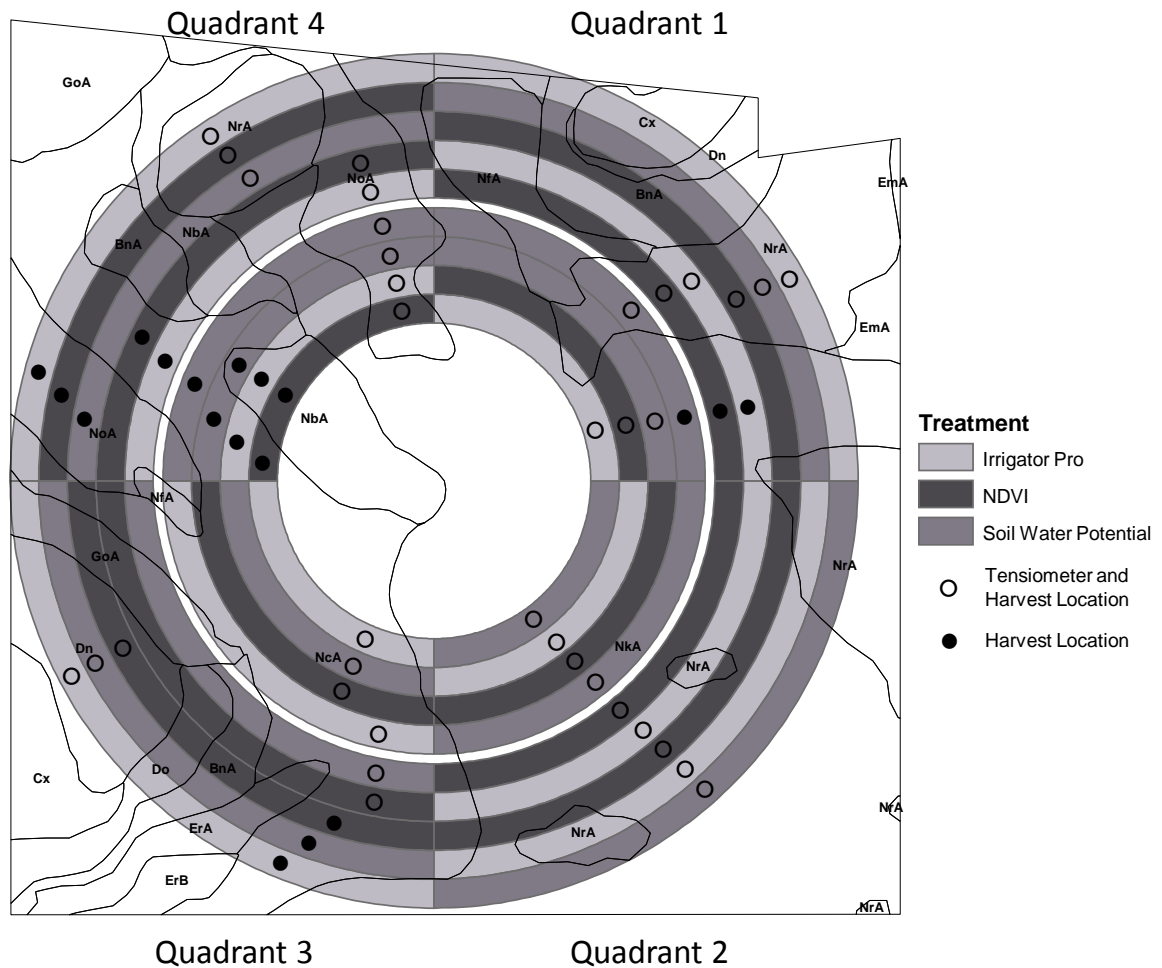 Quadrant 4
Quadrant 1
GoA
NrA
Cx
Dn
NoA
NfA
EmA
BnA
NbA
BnA
NrA
EmA
NbA
NoA
NfA
GoA
NrA
Dn
NcA
NkA
NrA
Cx
Do
BnA
NrA
ErA
NrA
ErB
NrA
Treatment
Irrigator Pro
NDVI
Soil Water Potential
Tensiometer and
Harvest Location
Harvest Location
Quadrant 3
Quadrant 2